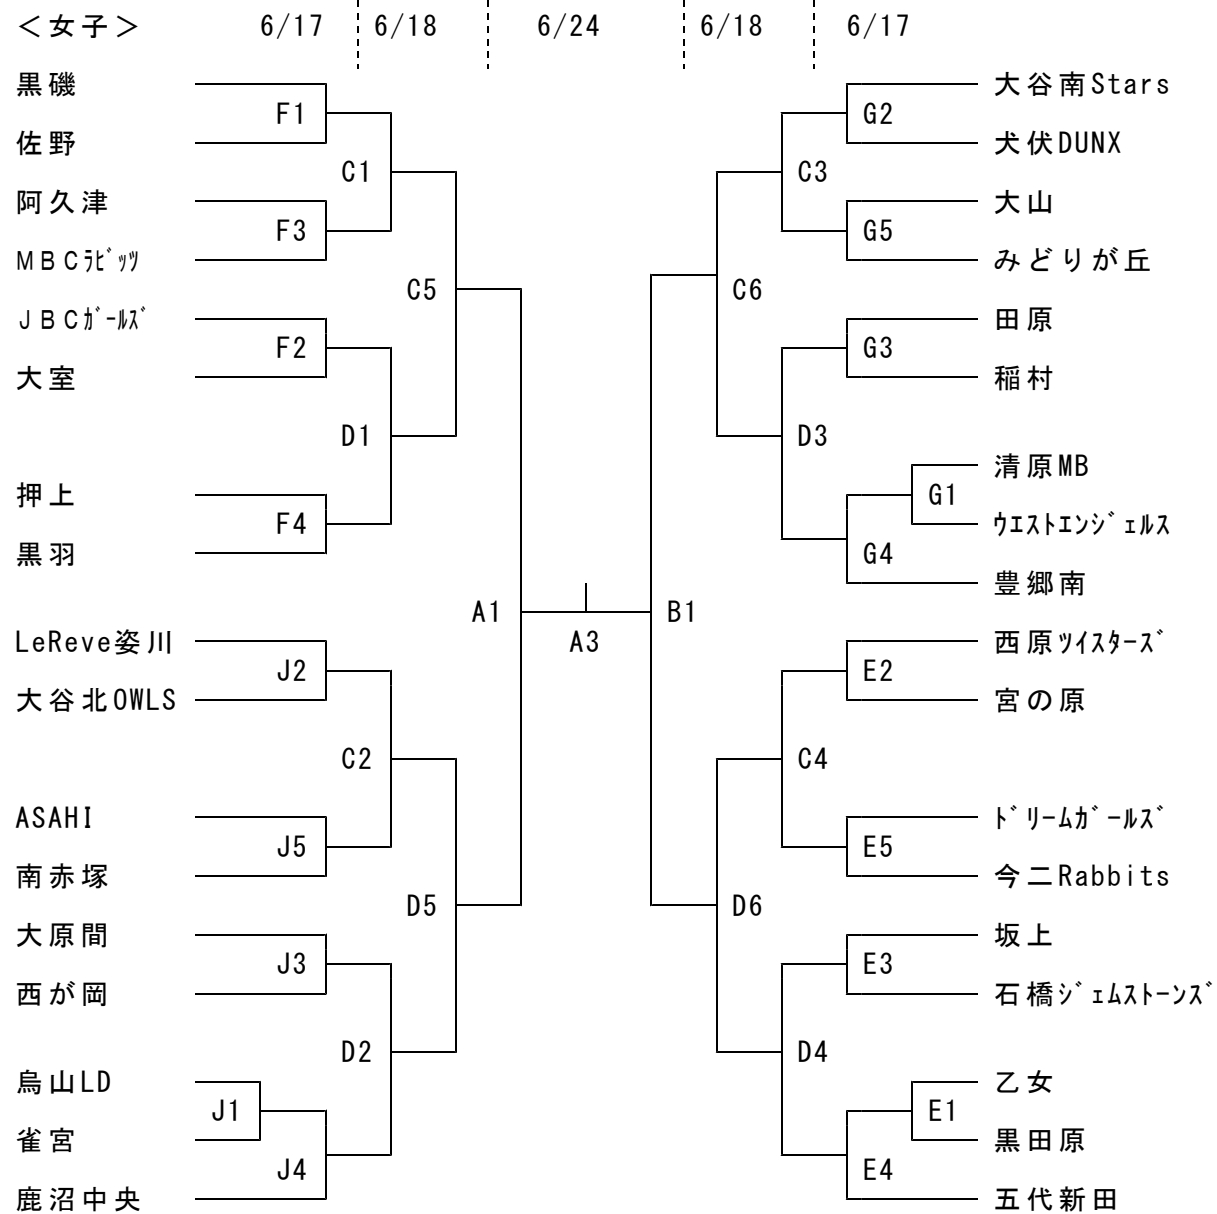 ＜女子＞ 6/17 6/18 6/24 6/18 6/17
黒磯 大谷南Stars
F1 G2
佐野 犬伏DUNX
C1 C3
阿久津 大山
F3 G5
ＭＢＣﾗﾋﾞｯﾂ みどりが丘
C5 C6
ＪＢＣｶﾞｰﾙｽﾞ 田原
F2 G3
大室 稲村
D1 D3
清原MB
押上 G1
F4 ｳｴｽﾄｴﾝｼﾞｪﾙｽ
黒羽 G4
豊郷南
A1 B1
LeReve姿川 A3 西原ﾂｲｽﾀｰｽﾞ
J2 E2
大谷北OWLS 宮の原
C2 C4
ASAHI ﾄﾞﾘｰﾑｶﾞｰﾙｽﾞ
J5 E5
南赤塚 今二Rabbits
D5 D6
大原間 坂上
J3 E3
西が岡 石橋ｼﾞｪﾑｽﾄｰﾝｽﾞ
D2 D4
烏山LD 乙女
J1 E1
雀宮 黒田原
J4 E4
鹿沼中央 五代新田